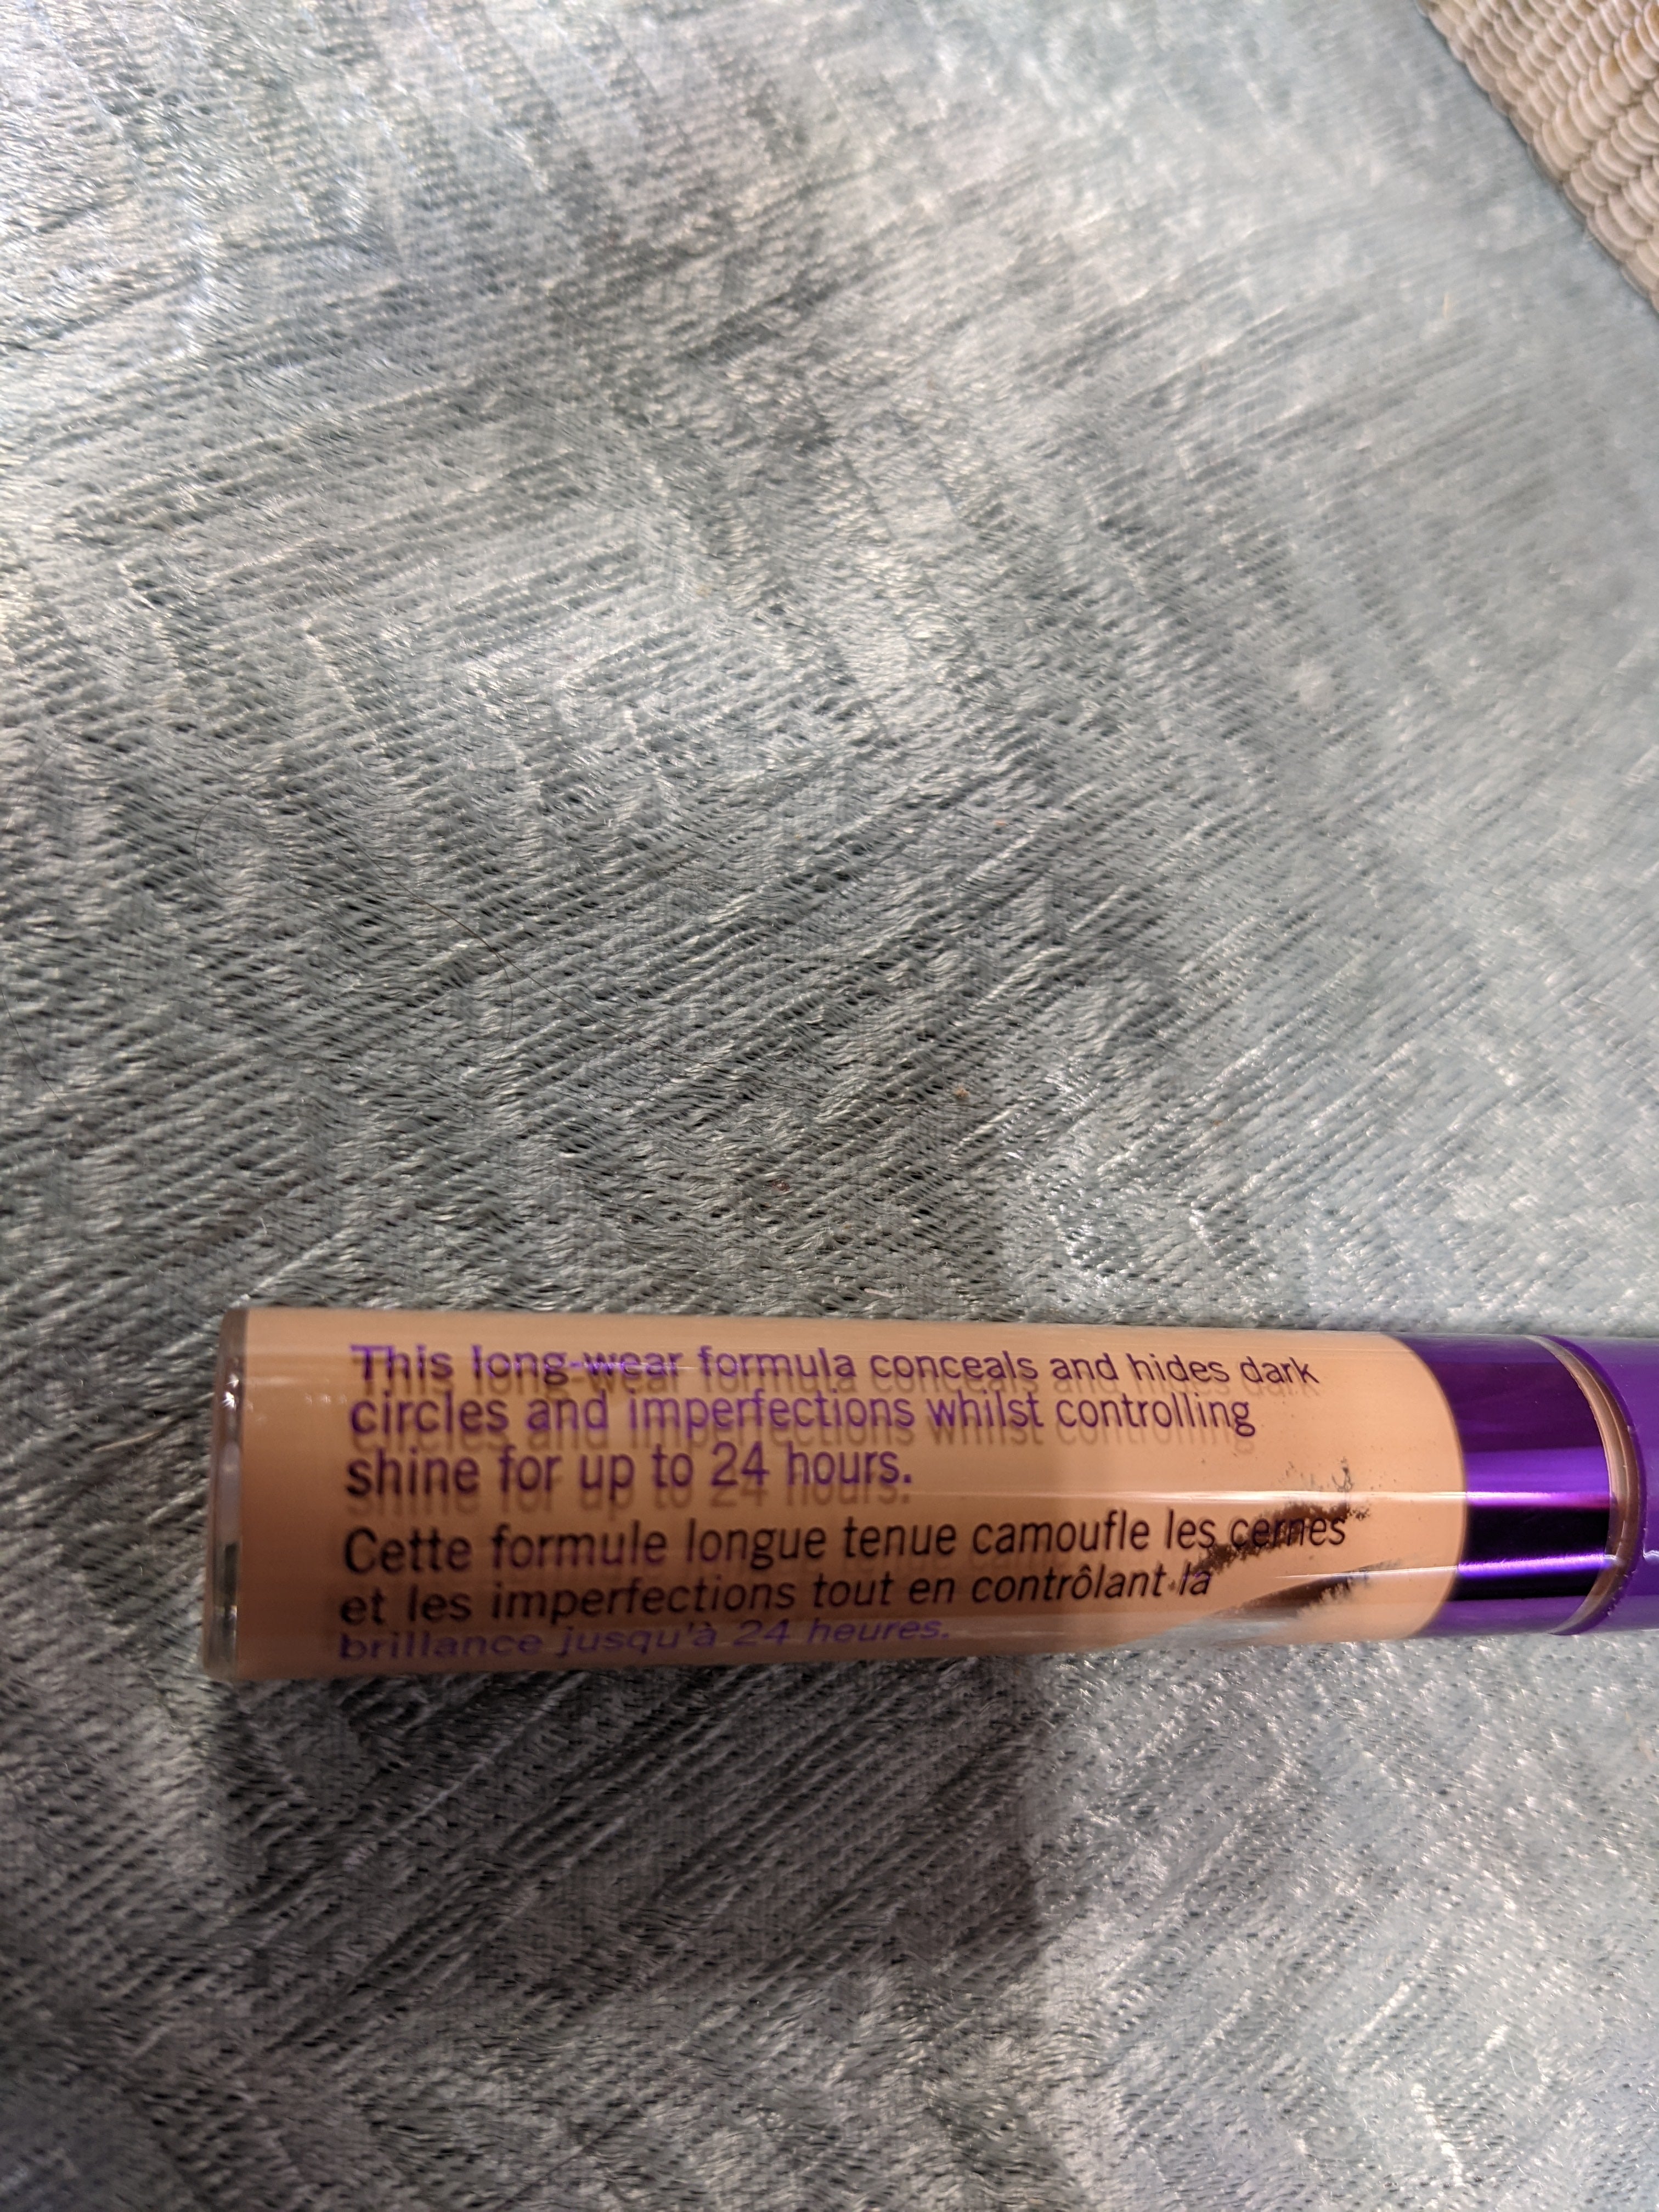 This long-wear formula conceals and hides dark
circles and imperfections whilst controlling
shine for up to 24 hours.
Cette formule longue tenue camoufle les cernes
et les imperfections tout en contrôlant la
brillance jusqu'à 24 heures.